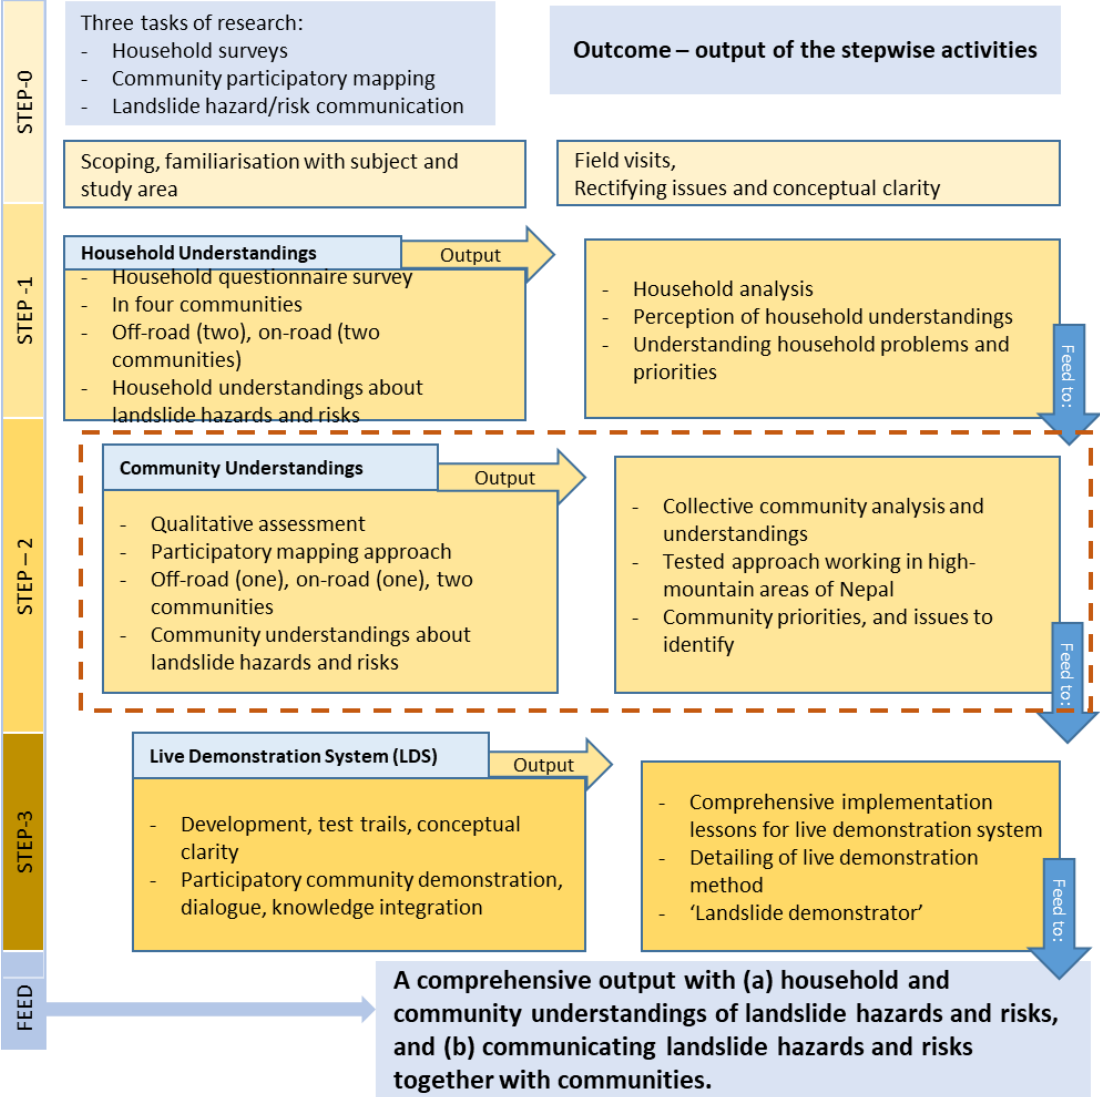 STEP-0
Three tasks of research:
- Household surveys
- Community participatory mapping
- Landslide hazard/risk communication
Outcome – output of the stepwise activities
Scoping, familiarisation with subject and
study area
Field visits,
Rectifying issues and conceptual clarity
STEP -1
Household Understandings
Output
- Household questionnaire survey
- In four communities
- Off-road (two), on-road (two
communities)
- Household understandings about
landslide hazards and risks
- Household analysis
- Perception of household understandings
- Understanding household problems and
priorities
Feed to:
STEP – 2
Community Understandings
Output
- Qualitative assessment
- Participatory mapping approach
- Off-road (one), on-road (one), two
communities
- Community understandings about
landslide hazards and risks
- Collective community analysis and
understandings
- Tested approach working in high-
mountain areas of Nepal
- Community priorities, and issues to
identify
Feed to:
STEP-3
Live Demonstration System (LDS)
Output
- Development, test trails, conceptual
clarity
- Participatory community demonstration,
dialogue, knowledge integration
- Comprehensive implementation
lessons for live demonstration system
- Detailing of live demonstration
method
- ‘Landslide demonstrator’
Feed to:
FEED
A comprehensive output with (a) household and
community understandings of landslide hazards and risks,
and (b) communicating landslide hazards and risks
together with communities.